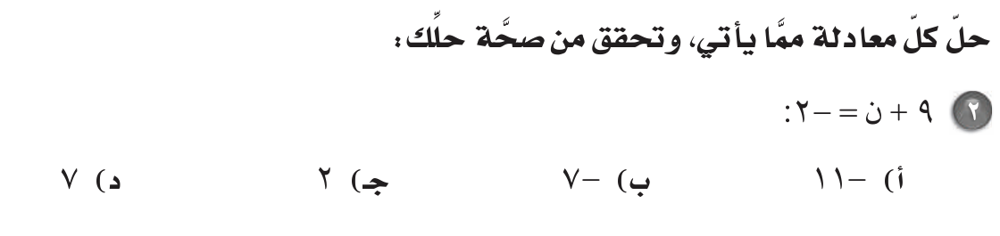 حلّ كلّ معادلة ممَّا يأتي، وتحقق من صحَّة حلِّك:
٢ ٩ + ن = −٢:
أ) −١١ ب) −٧ جـ) ٢ د) ٧